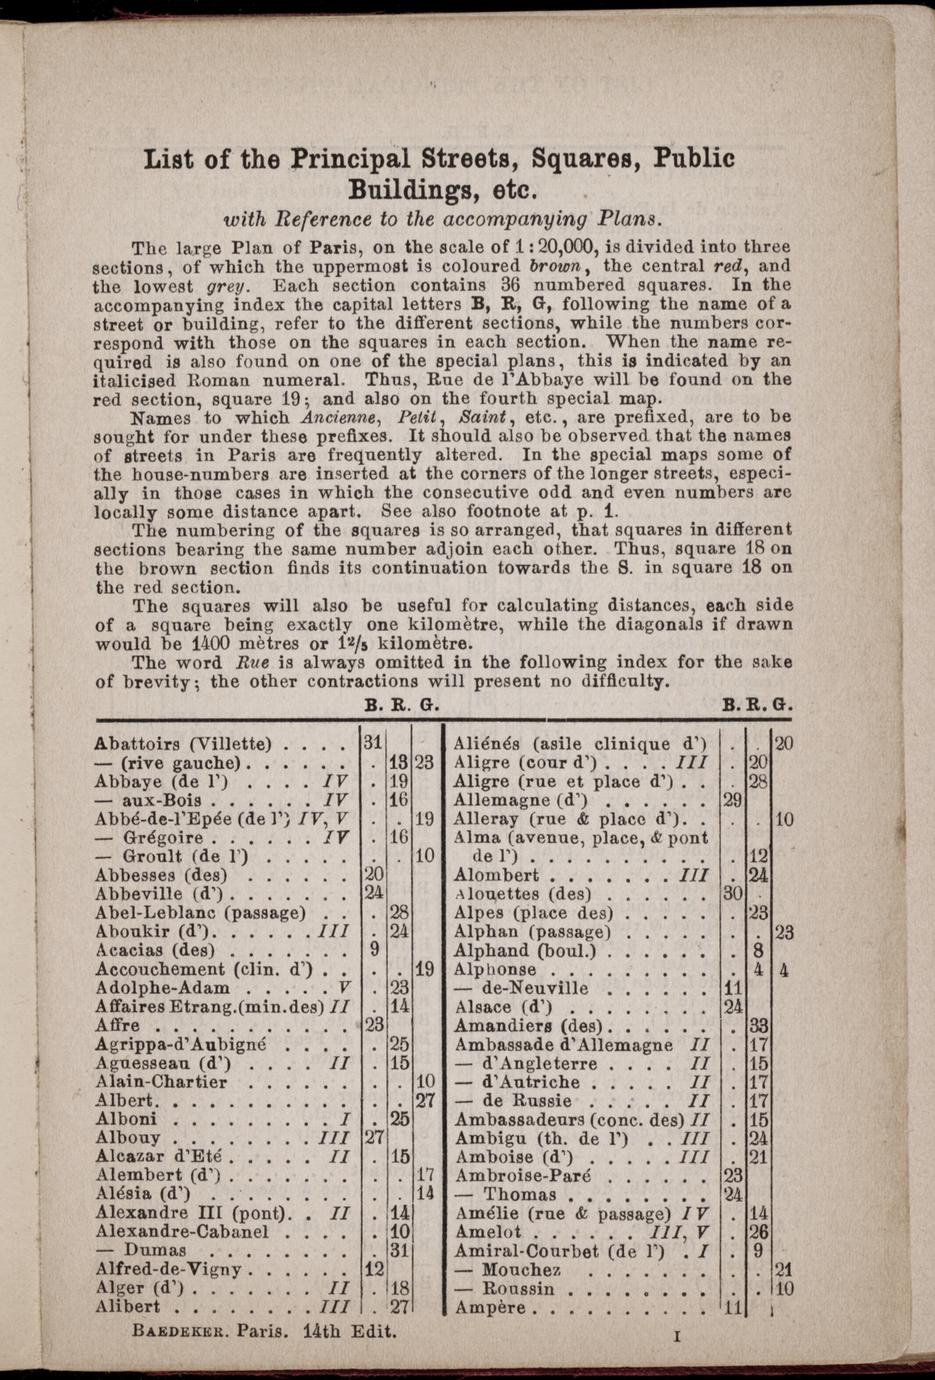 List of the Principal Streets, Squares, Public
Buildings, etc.
with Reference to the accompanying Plans.
The large Plan of Paris, on the scale of 1:20,000, is divided into three
sections, of which the uppermost is coloured brown, the central red, and
the lowest grey. Each section contains 36 numbered squares. In the
accompanying index the capital letters B, R, G, following the name of a
street or building, refer to the different sections, while the numbers cor-
respond with those on the squares in each section. When the name re-
quired is also found on one of the special plans, this is indicated by an
italicised Roman numeral. Thus, Rue de l'Abbaye will be found on the
red section, square 19; and also on the fourth special map.
Names to which Ancienne, Petit, Saint, etc., are prefixed, are to be
sought for under these prefixes. It should also be observed that the names
of streets in Paris are frequently altered. In the special maps some of
the house-numbers are inserted at the corners of the longer streets, especi-
ally in those cases in which the consecutive odd and even numbers are
locally some distance apart. See also footnote at p. 1.
The numbering of the squares is so arranged, that squares in different
sections bearing the same number adjoin each other. Thus, square 18 on
the brown section finds its continuation towards the S. in square 18 on
the red section.
The squares will also be useful for calculating distances, each side
of a square being exactly one kilomètre, while the diagonals if drawn
would be 1400 mètres or 1²/₅ kilomètre.
The word Rue is always omitted in the following index for the sake
of brevity; the other contractions will present no difficulty.
B. R. G.
Abattoirs (Villette) . . . . 31
— (rive gauche) . . . . . . . 13 23
Abbaye (de l') . . . . IV . 19
— aux-Bois . . . . . . IV . 16
Abbé-de-l'Epée (de l') IV, V . . 19
— Grégoire . . . . . . IV . 16
— Groult (de l') . . . . . . . 10
Abbesses (des) . . . . . . 20
Abbeville (d') . . . . . . . 24
Abel-Leblanc (passage) . . . 28
Aboukir (d') . . . . . . III . 24
Acacias (des) . . . . . . . 9
Accouchement (clin. d') . . . . 19
Adolphe-Adam . . . . . V . 23
Affaires Etrang. (min. des) II . 14
Affre . . . . . . . . . . . 23
Agrippa-d'Aubigné . . . . . 25
Aguesseau (d') . . . . II . 15
Alain-Chartier . . . . . . . . 10
Albert . . . . . . . . . . . . 27
Alboni . . . . . . . . . I . 25
Albouy . . . . . . . . III 27
Alcazar d'Eté . . . . . II . 15
Alembert (d') . . . . . . . . . 17
Alésia (d') . . . . . . . . . . 14
Alexandre III (pont) . . II . 14
Alexandre-Cabanel . . . . . 10
— Dumas . . . . . . . . . 31
Alfred-de-Vigny . . . . . . 12
Alger (d') . . . . . . . II . 18
Alibert . . . . . . . . III . 27
B. R. G.
Aliénés (asile clinique d') . . 20
Aligre (cour d') . . . . III . 20
Aligre (rue et place d') . . . 28
Allemagne (d') . . . . . . 29
Alleray (rue & place d') . . . . 10
Alma (avenue, place, & pont
de l') . . . . . . . . . . . 12
Alombert . . . . . . . III . 24
Alouettes (des) . . . . . . 30
Alpes (place des) . . . . . . 23
Alphan (passage) . . . . . . . 23
Alphand (boul.) . . . . . . . 8
Alphonse . . . . . . . . . . 4 4
— de-Neuville . . . . . . 11
Alsace (d') . . . . . . . . 24
Amandiers (des) . . . . . . . 33
Ambassade d'Allemagne II . 17
— d'Angleterre . . . . II . 15
— d'Autriche . . . . . II . 17
— de Russie . . . . . II . 17
Ambassadeurs (conc. des) II . 15
Ambigu (th. de l') . . III . 24
Amboise (d') . . . . . III . 21
Ambroise-Paré . . . . . . 23
— Thomas . . . . . . . . 24
Amélie (rue & passage) IV . 14
Amelot . . . . . . III, V . 26
Amiral-Courbet (de l') . I . 9
— Mouchez . . . . . . . . 21
— Roussin . . . . . . . . . 10
Ampère . . . . . . . . . . 11
BAEDEKER. Paris. 14th Edit.
I